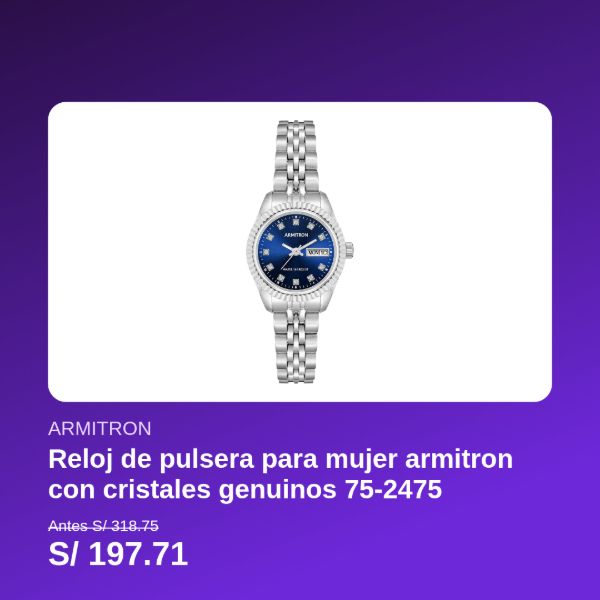 ARMITRON
ARMITRON
Reloj de pulsera para mujer armitron
con cristales genuinos 75-2475
Antes S/ 318.75
S/ 197.71